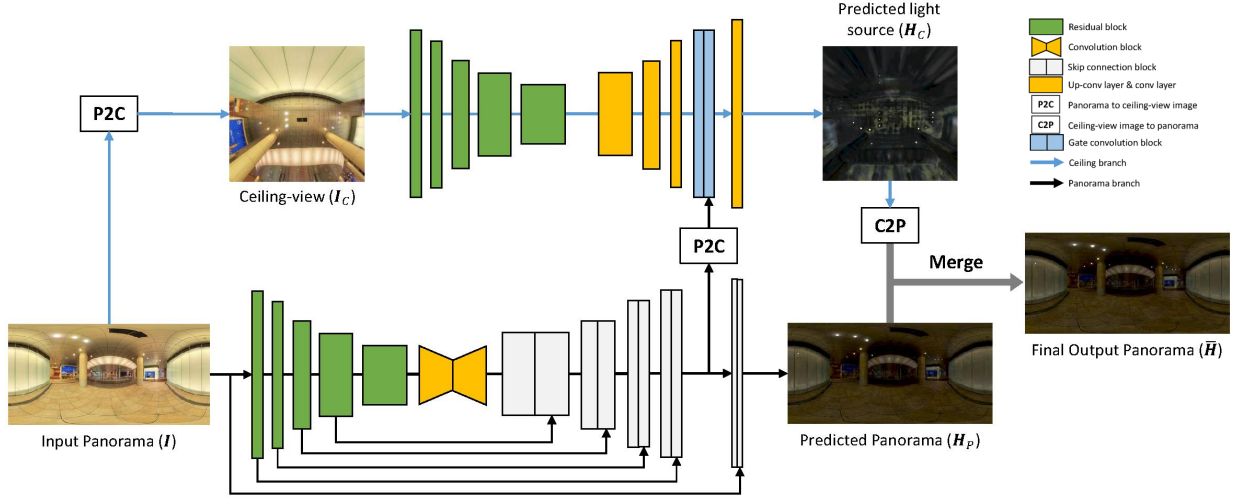 Predicted light
source (H_C)
P2C
Ceiling-view (I_C)
Residual block
Convolution block
Skip connection block
Up-conv layer & conv layer
P2C
Panorama to ceiling-view image
C2P
Ceiling-view image to panorama
Gate convolution block
Ceiling branch
Panorama branch
C2P
P2C
Merge
Final Output Panorama (H̄)
Input Panorama (I)
Predicted Panorama (H_P)